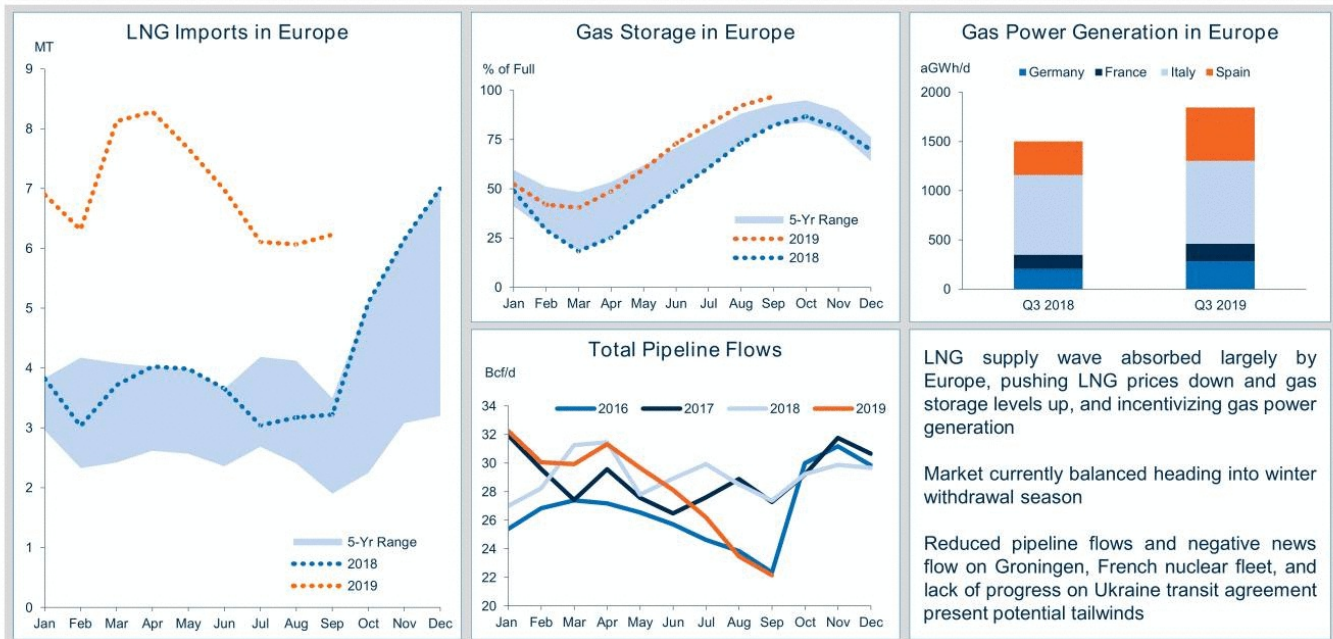 LNG Imports in Europe
MT
9
8
7
6
5
4
3
2
1
0
5-Yr Range
2018
2019
Jan Feb Mar Apr May Jun Jul Aug Sep Oct Nov Dec
Gas Storage in Europe
% of Full
100
75
50
25
0
5-Yr Range
2019
2018
Jan Feb Mar Apr May Jun Jul Aug Sep Oct Nov Dec
Gas Power Generation in Europe
aGWh/d
Germany France Italy Spain
2000
1500
1000
500
0
Q3 2018 Q3 2019
Total Pipeline Flows
Bcf/d
2016 2017 2018 2019
34
32
30
28
26
24
22
20
Jan Feb Mar Apr May Jun Jul Aug Sep Oct Nov Dec
LNG supply wave absorbed largely by
Europe, pushing LNG prices down and gas
storage levels up, and incentivizing gas power
generation
Market currently balanced heading into winter
withdrawal season
Reduced pipeline flows and negative news
flow on Groningen, French nuclear fleet, and
lack of progress on Ukraine transit agreement
present potential tailwinds